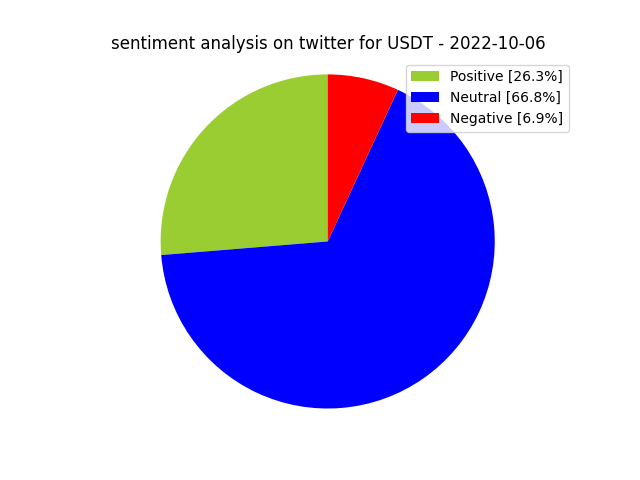 sentiment analysis on twitter for USDT - 2022-10-06
Positive [26.3%]
Neutral [66.8%]
Negative [6.9%]